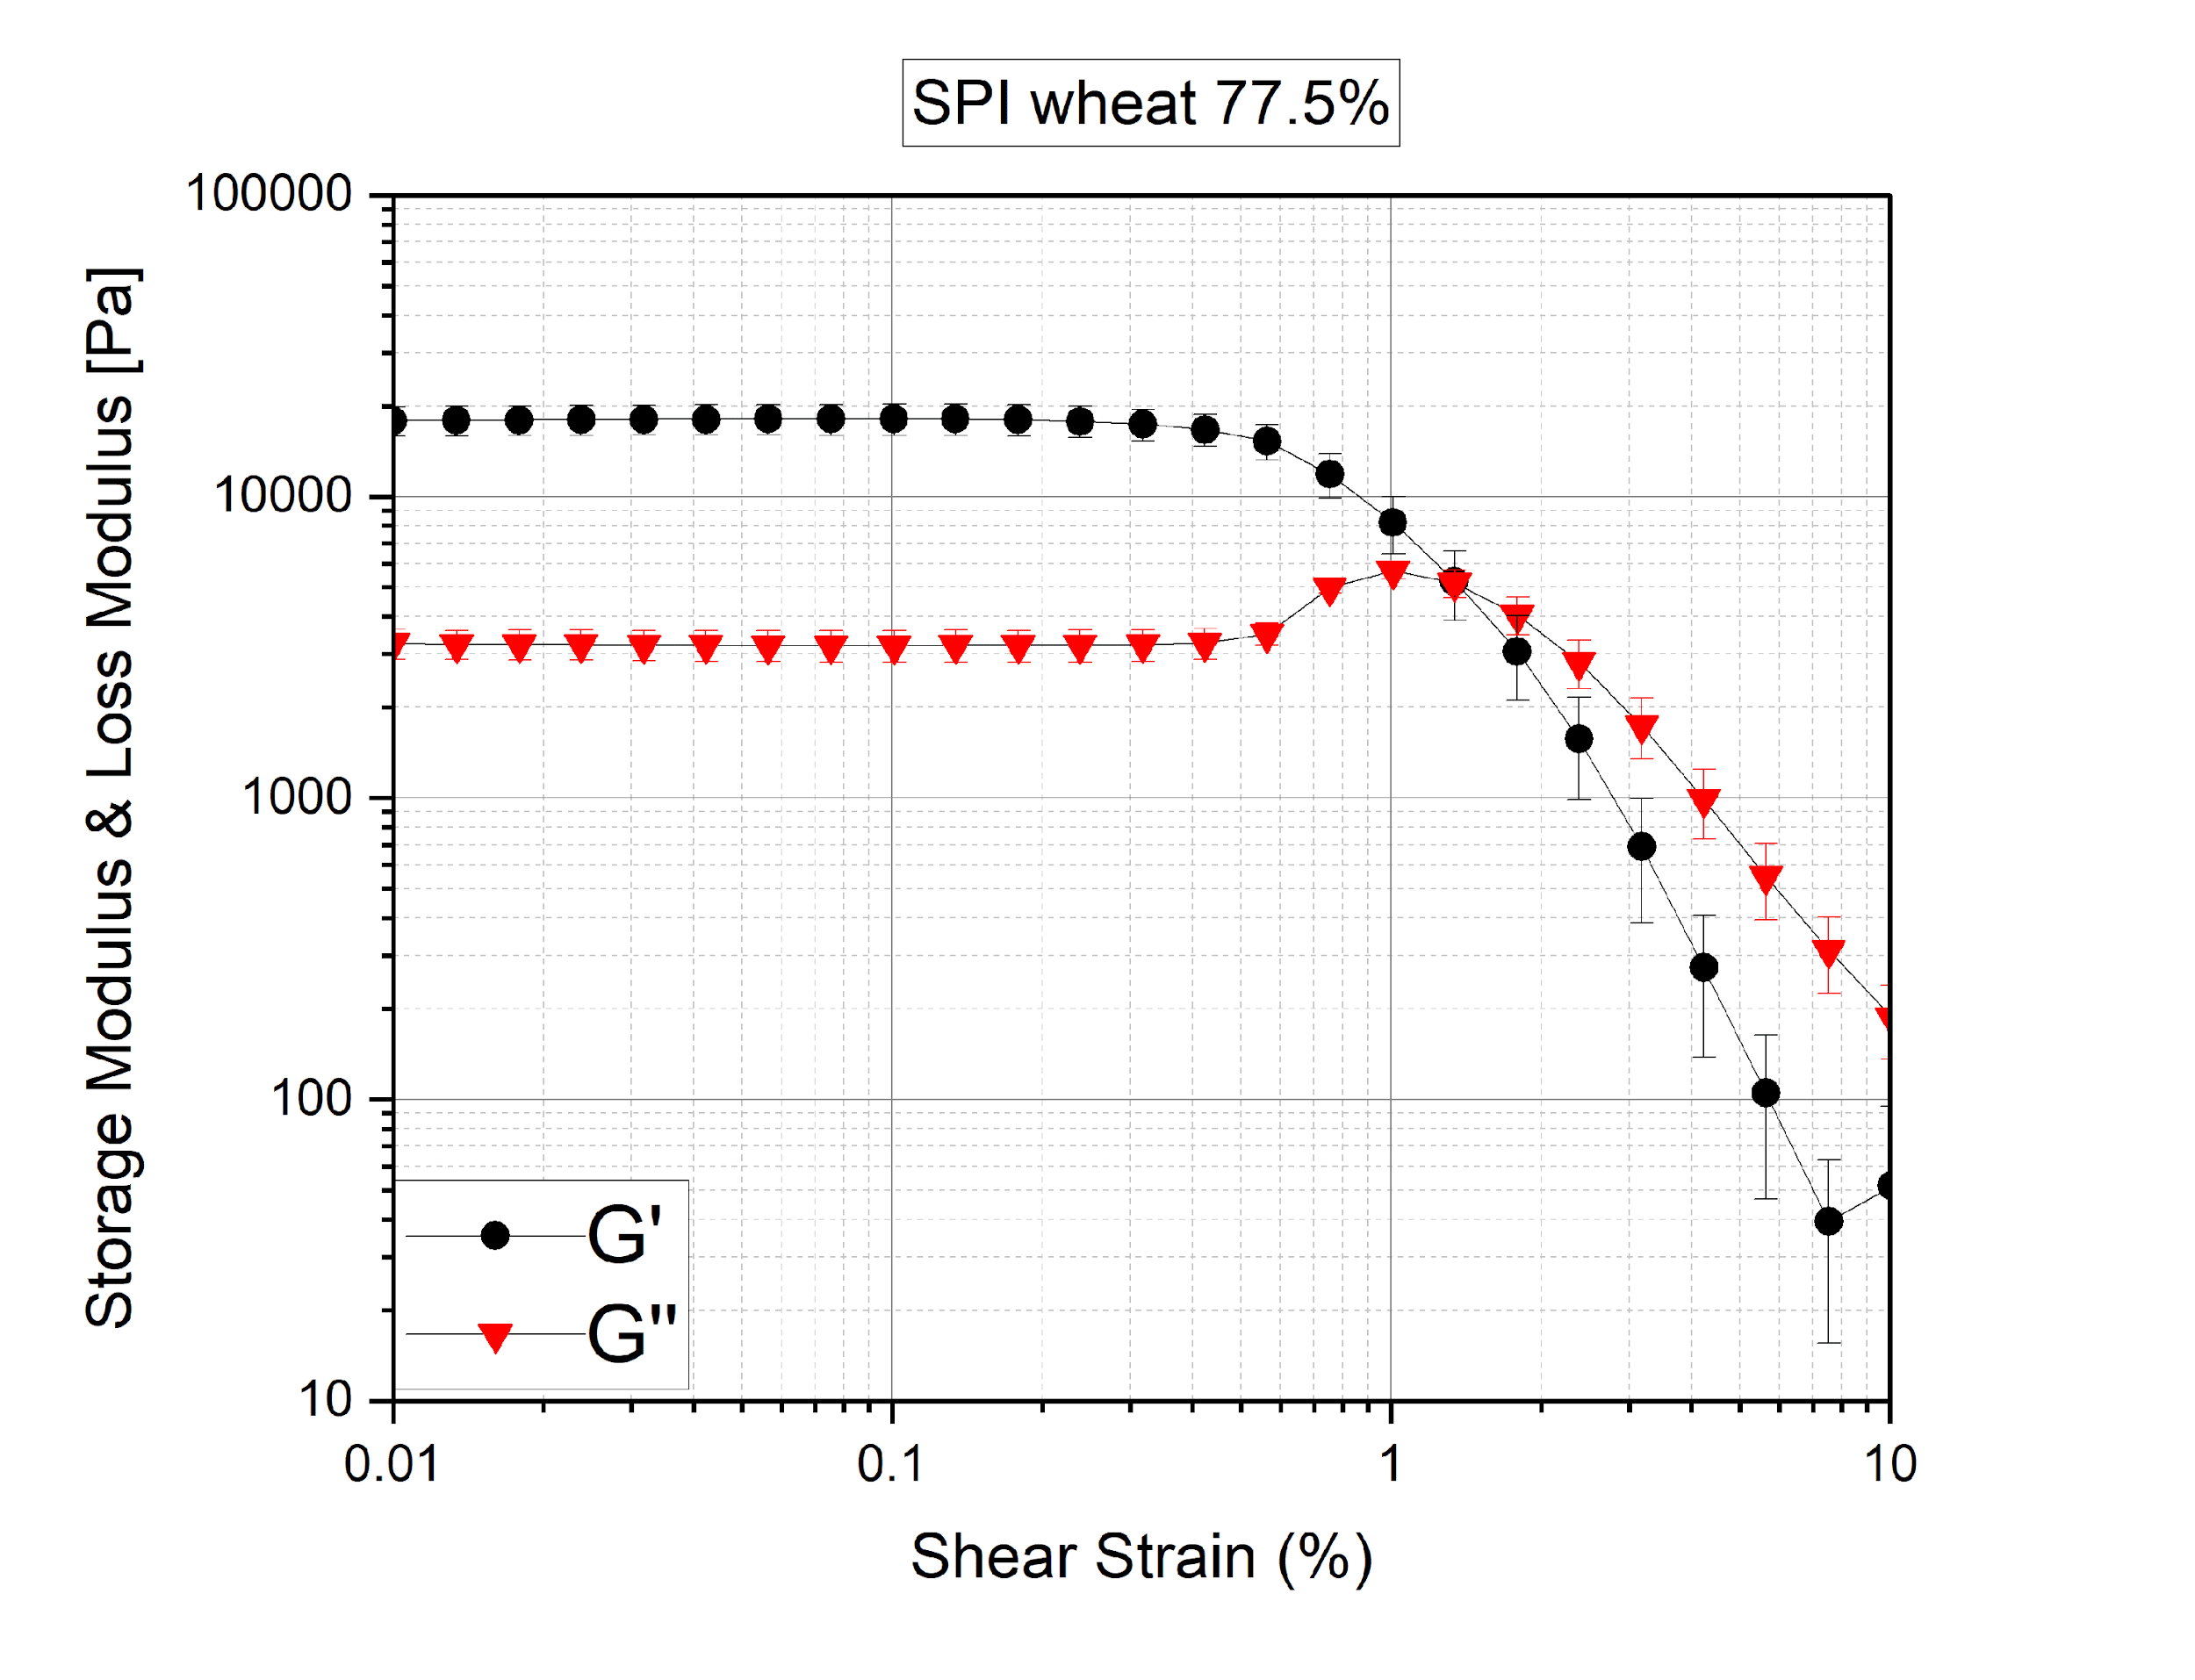 SPI wheat 77.5%
Storage Modulus & Loss Modulus [Pa]
100000
10000
1000
100
10
G'
G"
0.01
0.1
1
10
Shear Strain (%)